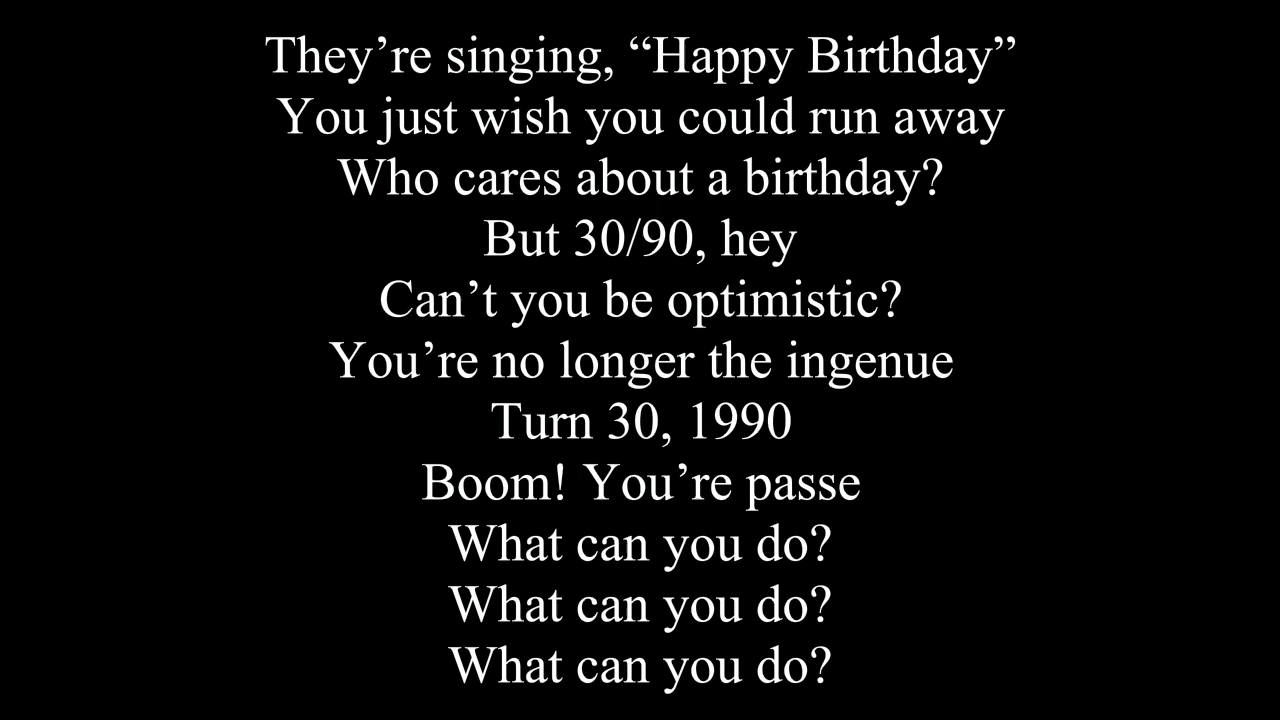 They’re singing, “Happy Birthday”
You just wish you could run away
Who cares about a birthday?
But 30/90, hey
Can’t you be optimistic?
You’re no longer the ingenue
Turn 30, 1990
Boom! You’re passe
What can you do?
What can you do?
What can you do?